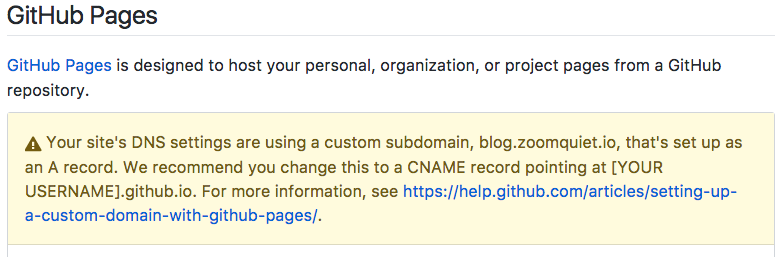 GitHub Pages
GitHub Pages is designed to host your personal, organization, or project pages from a GitHub
repository.
Your site's DNS settings are using a custom subdomain, blog.zoomquiet.io, that's set up as
an A record. We recommend you change this to a CNAME record pointing at [YOUR
USERNAME].github.io. For more information, see https://help.github.com/articles/setting-up-
a-custom-domain-with-github-pages/.